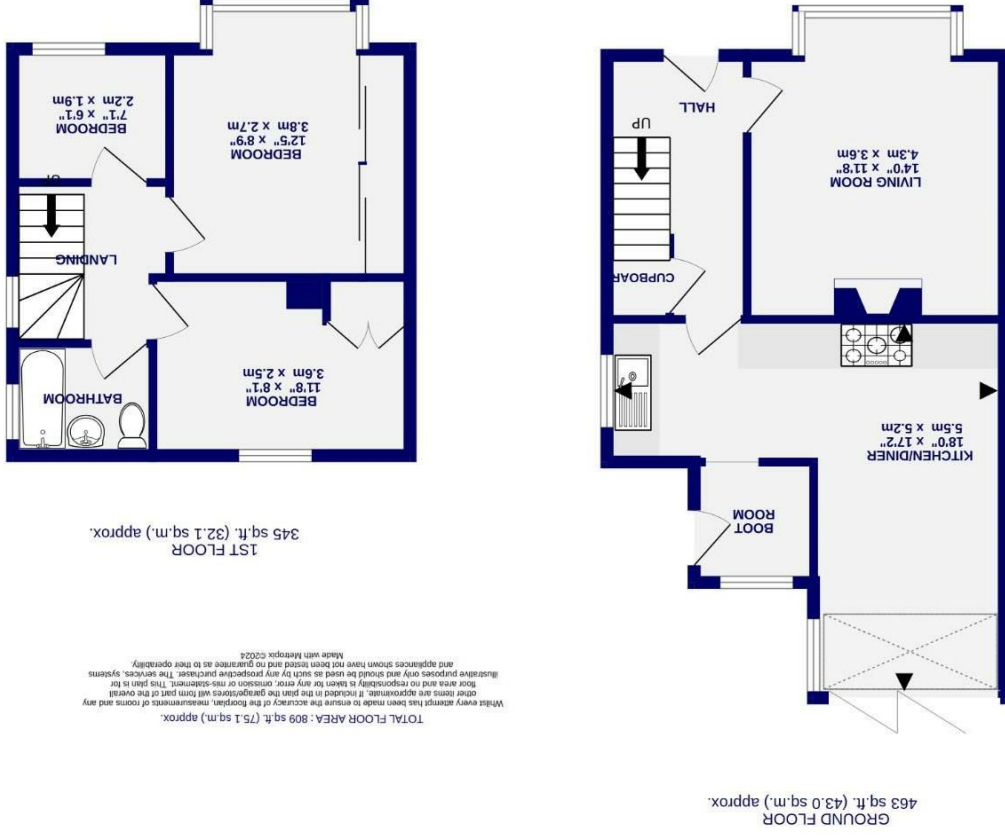 GROUND FLOOR
463 sq.ft. (43.0 sq.m.) approx.
KITCHEN/DINER
18'0" x 17'2"
5.5m x 5.2m
BOOT
ROOM
CUPBOAR
LIVING ROOM
14'0" x 11'8"
4.3m x 3.6m
UP
HALL
TOTAL FLOOR AREA : 809 sq.ft. (75.1 sq.m.) approx.
Whilst every attempt has been made to ensure the accuracy of the floorplan, measurements of rooms and any
other items are approximate. If included in the plan the garage/stores will form part of the overall
floor area and no responsibility is taken for any error, omission or mis-statement. This plan is for
illustrative purposes only and should be used as such by any prospective purchaser. The services, systems
and appliances shown have not been tested and no guarantee as to their operability.
Made with Metropix ©2024
1ST FLOOR
345 sq.ft. (32.1 sq.m.) approx.
BEDROOM
11'8" x 8'1"
3.6m x 2.5m
BATHROOM
LANDING
UP
BEDROOM
12'5" x 8'9"
3.8m x 2.7m
BEDROOM
7'1" x 6'1"
2.2m x 1.9m